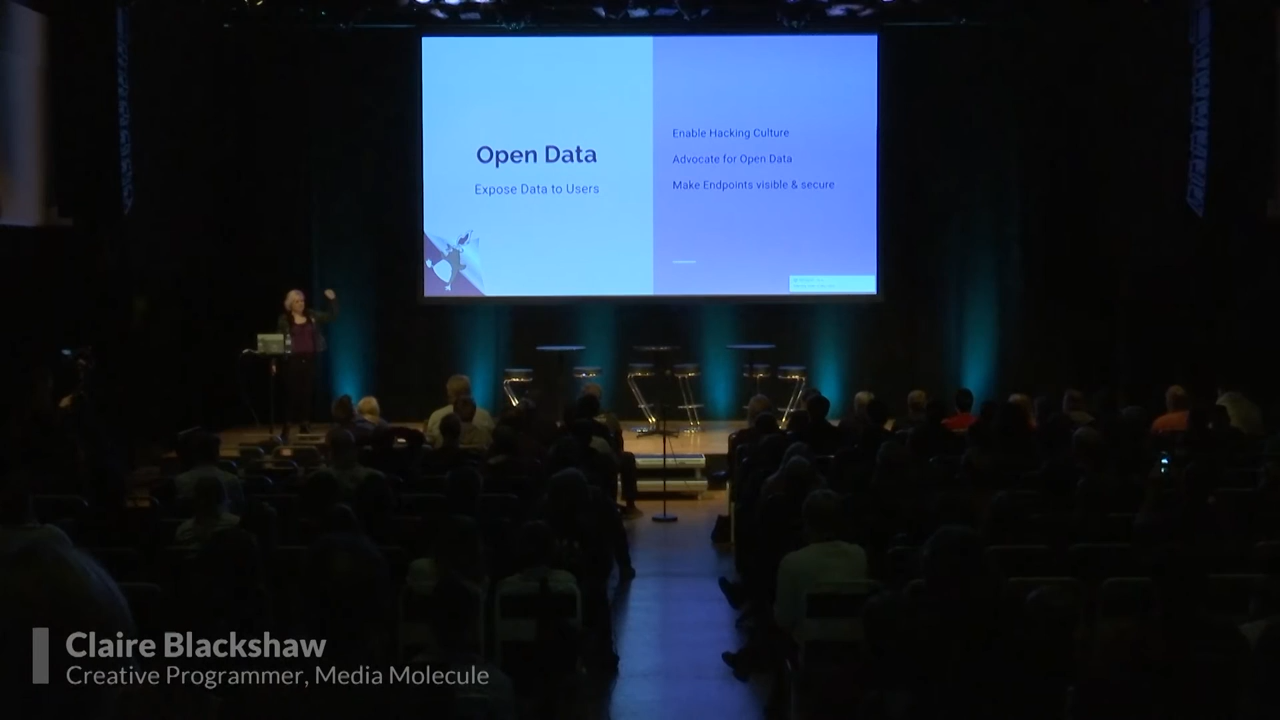 Open Data
Expose Data to Users
Enable Hacking Culture
Advocate for Open Data
Make Endpoints visible & secure
Claire Blackshaw
Creative Programmer, Media Molecule